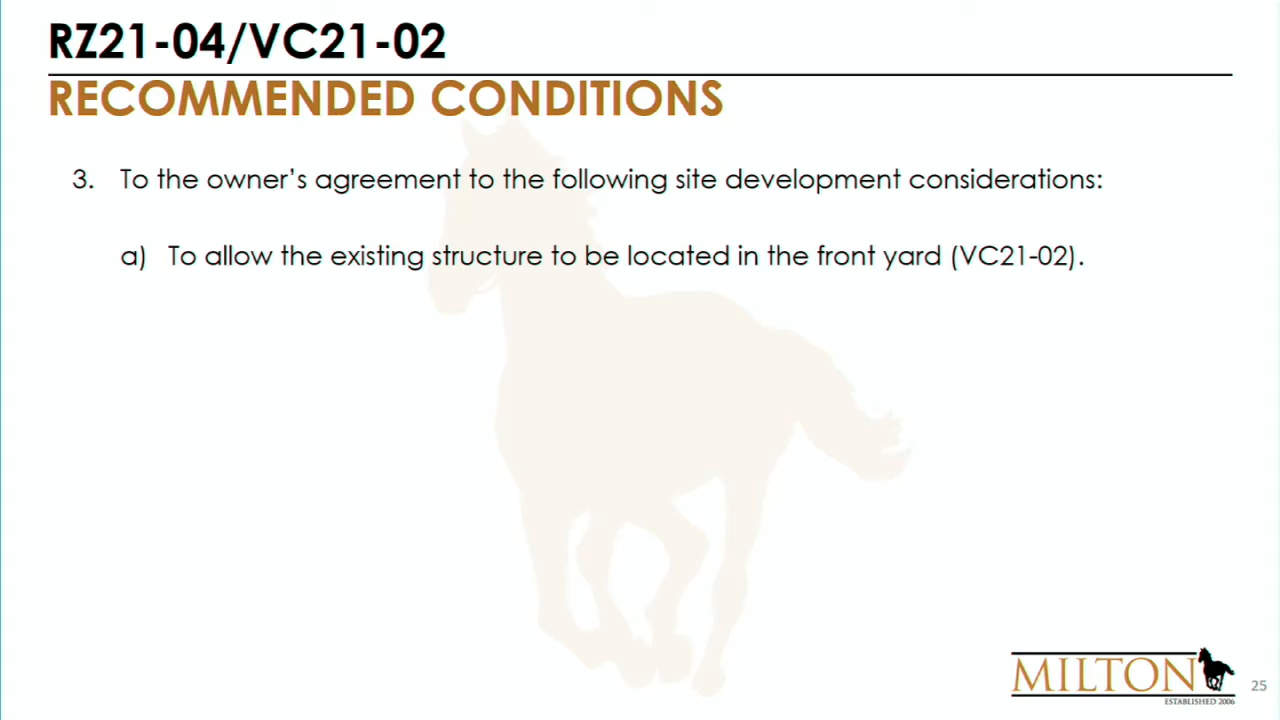 RZ21-04/VC21-02
RECOMMENDED CONDITIONS
3. To the owner's agreement to the following site development considerations:
a) To allow the existing structure to be located in the front yard (VC21-02).
MILTON
ESTABLISHED 2006
25